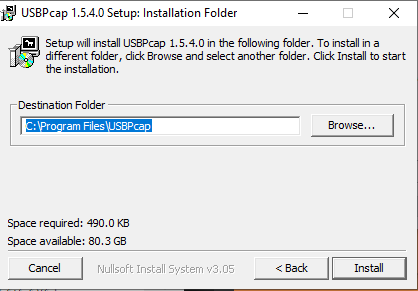 USBPcap 1.5.4.0 Setup: Installation Folder
Setup will install USBPcap 1.5.4.0 in the following folder. To install in a
different folder, click Browse and select another folder. Click Install to start
the installation.
Destination Folder
C:\Program Files\USBPcap
Browse...
Space required: 490.0 KB
Space available: 80.3 GB
Cancel
Nullsoft Install System v3.05
< Back
Install